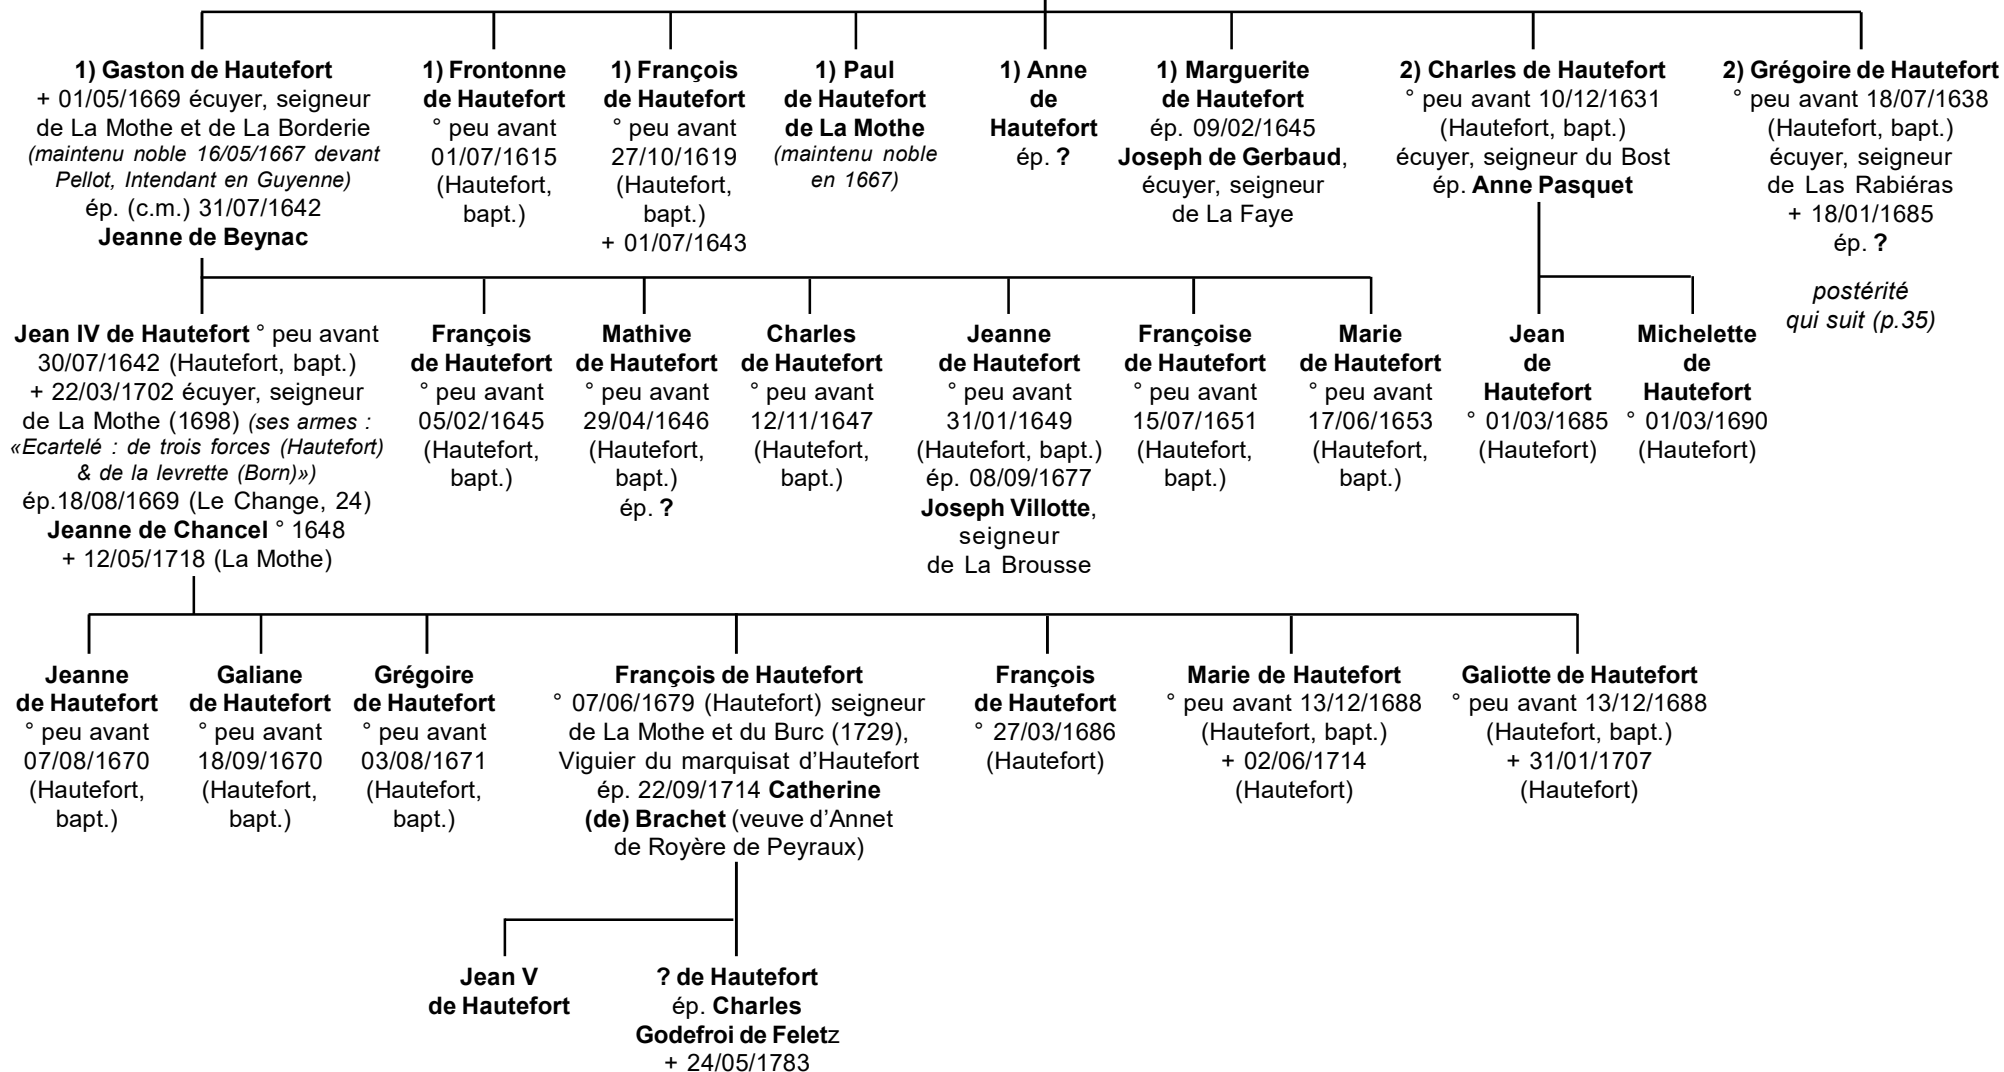 1) Gaston de Hautefort
+ 01/05/1669 écuyer, seigneur
de La Mothe et de La Borderie
(maintenu noble 16/05/1667 devant
Pellot, Intendant en Guyenne)
ép. (c.m.) 31/07/1642
Jeanne de Beynac
1) Frontonne
de Hautefort
° peu avant
01/07/1615
(Hautefort,
bapt.)
1) François
de Hautefort
° peu avant
27/10/1619
(Hautefort,
bapt.)
+ 01/07/1643
1) Paul
de Hautefort
de La Mothe
(maintenu noble
en 1667)
1) Anne
de
Hautefort
ép. ?
1) Marguerite
de Hautefort
ép. 09/02/1645
Joseph de Gerbaud,
écuyer, seigneur
de La Faye
2) Charles de Hautefort
° peu avant 10/12/1631
(Hautefort, bapt.)
écuyer, seigneur du Bost
ép. Anne Pasquet
2) Grégoire de Hautefort
° peu avant 18/07/1638
(Hautefort, bapt.)
écuyer, seigneur
de Las Rabiéras
+ 18/01/1685
ép. ?
postérité
qui suit (p.35)
Jean IV de Hautefort ° peu avant
30/07/1642 (Hautefort, bapt.)
+ 22/03/1702 écuyer, seigneur
de La Mothe (1698) (ses armes :
«Ecartelé : de trois forces (Hautefort)
& de la levrette (Born)»)
ép.18/08/1669 (Le Change, 24)
Jeanne de Chancel ° 1648
+ 12/05/1718 (La Mothe)
François
de Hautefort
° peu avant
05/02/1645
(Hautefort,
bapt.)
Mathive
de Hautefort
° peu avant
29/04/1646
(Hautefort,
bapt.)
ép. ?
Charles
de Hautefort
° peu avant
12/11/1647
(Hautefort,
bapt.)
Jeanne
de Hautefort
° peu avant
31/01/1649
(Hautefort, bapt.)
ép. 08/09/1677
Joseph Villotte,
seigneur
de La Brousse
Françoise
de Hautefort
° peu avant
15/07/1651
(Hautefort,
bapt.)
Marie
de Hautefort
° peu avant
17/06/1653
(Hautefort,
bapt.)
Jean
de
Hautefort
° 01/03/1685
(Hautefort)
Michelette
de
Hautefort
° 01/03/1690
(Hautefort)
Jeanne
de Hautefort
° peu avant
07/08/1670
(Hautefort,
bapt.)
Galiane
de Hautefort
° peu avant
18/09/1670
(Hautefort,
bapt.)
Grégoire
de Hautefort
° peu avant
03/08/1671
(Hautefort,
bapt.)
François de Hautefort
° 07/06/1679 (Hautefort) seigneur
de La Mothe et du Burc (1729),
Viguier du marquisat d'Hautefort
ép. 22/09/1714 Catherine
(de) Brachet (veuve d'Annet
de Royère de Peyraux)
François
de Hautefort
° 27/03/1686
(Hautefort)
Marie de Hautefort
° peu avant 13/12/1688
(Hautefort, bapt.)
+ 02/06/1714
(Hautefort)
Galiotte de Hautefort
° peu avant 13/12/1688
(Hautefort, bapt.)
+ 31/01/1707
(Hautefort)
Jean V
de Hautefort
? de Hautefort
ép. Charles
Godefroi de Feletz
+ 24/05/1783